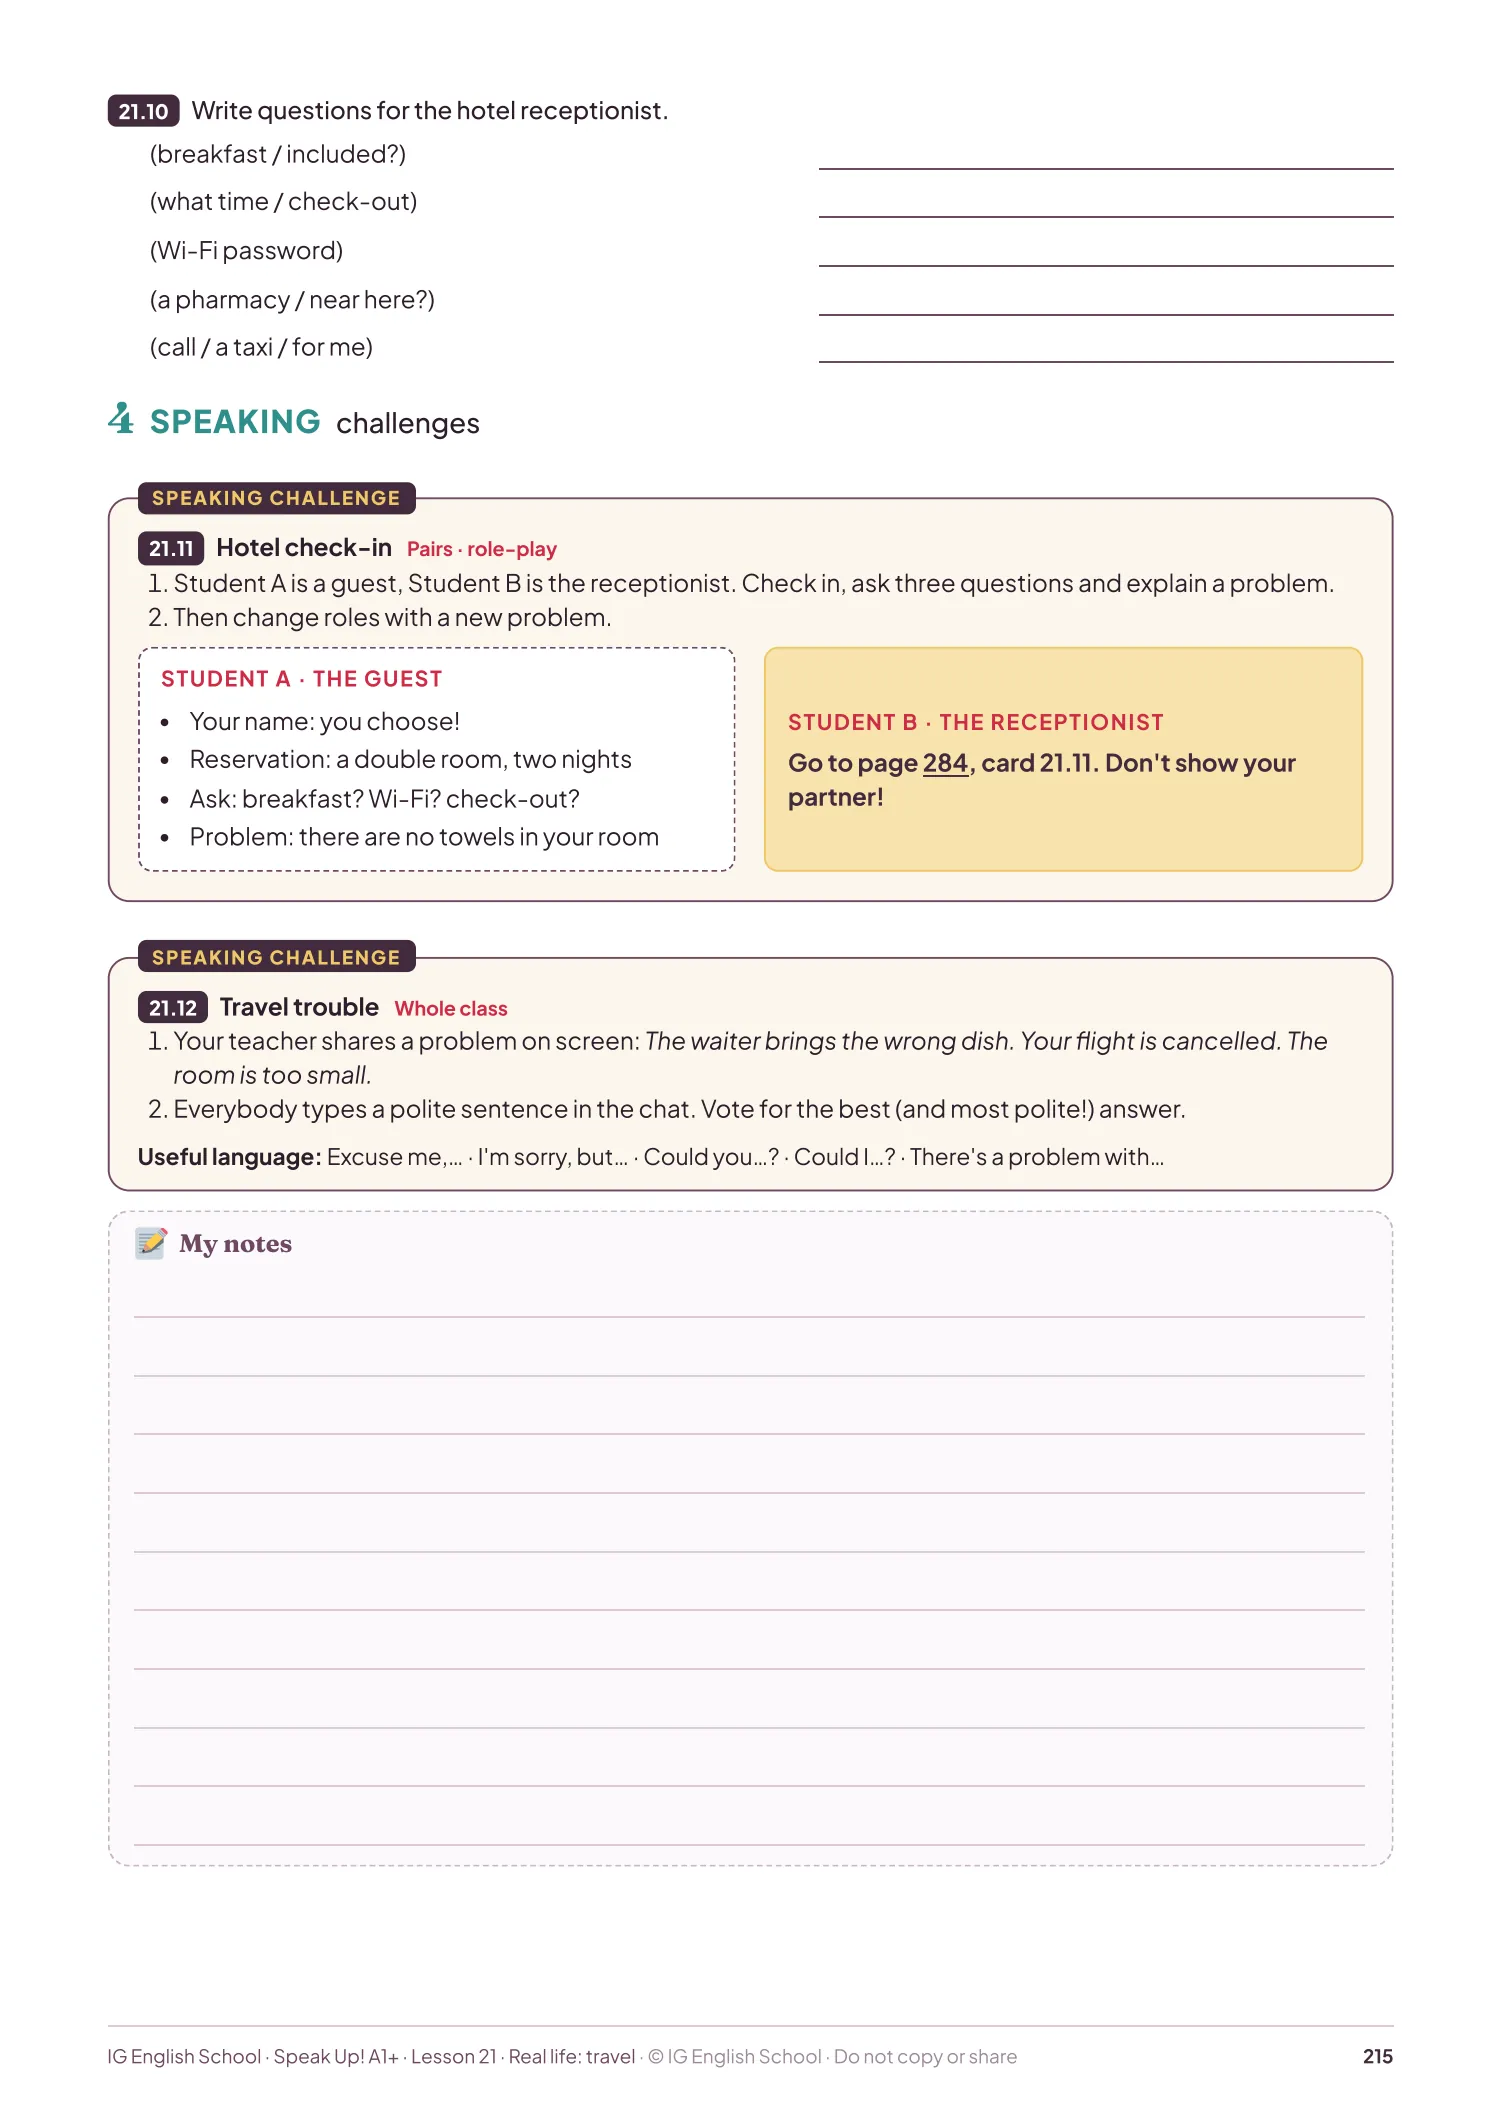 21.10 Write questions for the hotel receptionist.
(breakfast / included?)
(what time / check-out)
(Wi-Fi password)
(a pharmacy / near here?)
(call / a taxi / for me)
4 SPEAKING challenges
SPEAKING CHALLENGE
21.11 Hotel check-in Pairs · role-play
1. Student A is a guest, Student B is the receptionist. Check in, ask three questions and explain a problem.
2. Then change roles with a new problem.
STUDENT A · THE GUEST
• Your name: you choose!
• Reservation: a double room, two nights
• Ask: breakfast? Wi-Fi? check-out?
• Problem: there are no towels in your room
STUDENT B · THE RECEPTIONIST
Go to page 284, card 21.11. Don't show your
partner!
SPEAKING CHALLENGE
21.12 Travel trouble Whole class
1. Your teacher shares a problem on screen: The waiter brings the wrong dish. Your flight is cancelled. The
room is too small.
2. Everybody types a polite sentence in the chat. Vote for the best (and most polite!) answer.
Useful language: Excuse me,... · I'm sorry, but... · Could you...? · Could I...? · There's a problem with...
My notes
IG English School · Speak Up! A1+ · Lesson 21 · Real life: travel · © IG English School · Do not copy or share
215